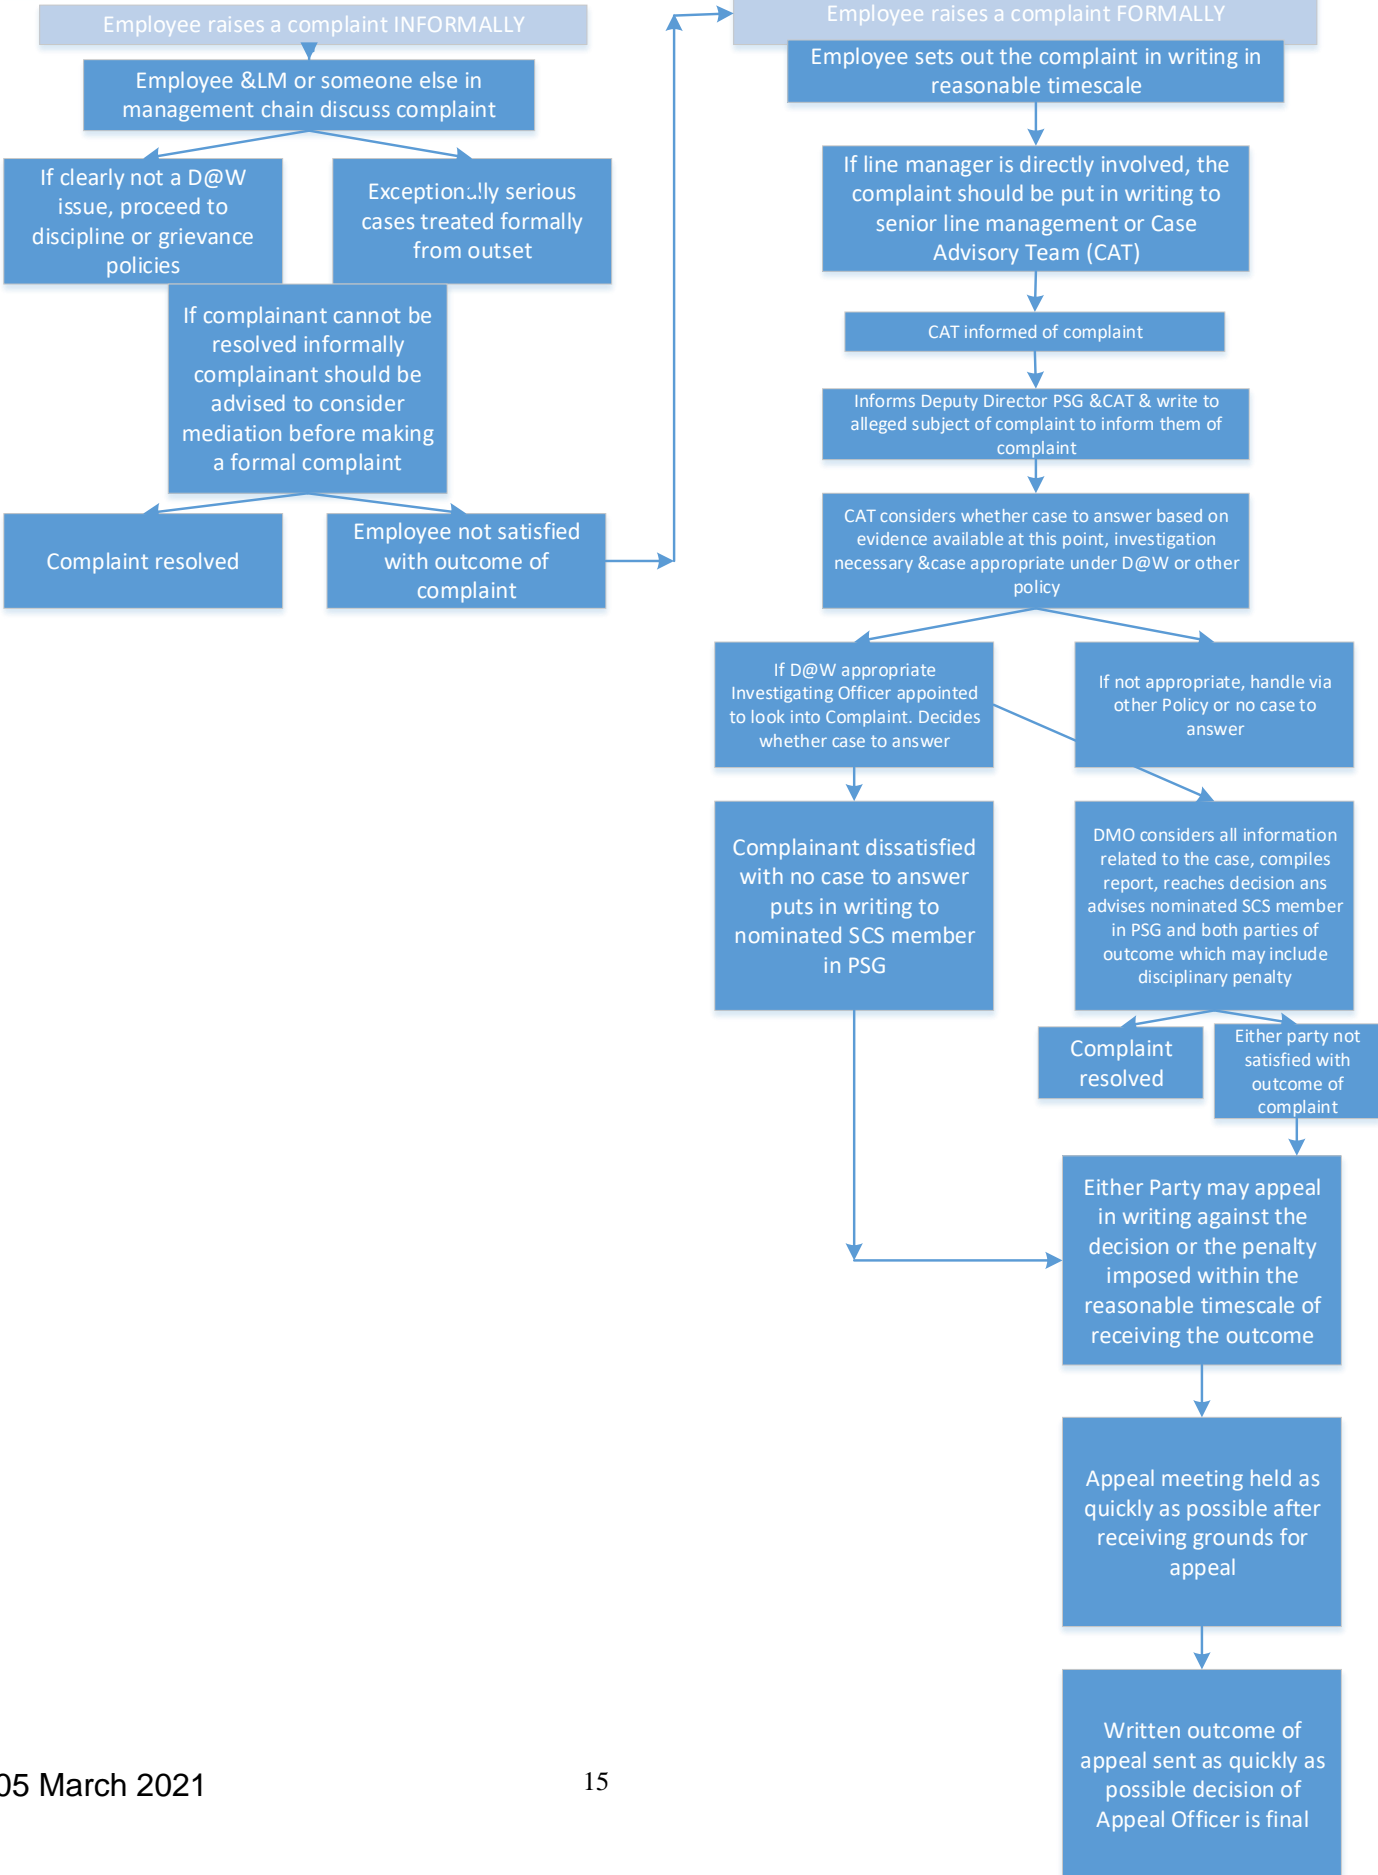 Employee raises a complaint INFORMALLY
Employee &LM or someone else in
management chain discuss complaint
If clearly not a D@W
issue, proceed to
discipline or grievance
policies
Exceptionally serious
cases treated formally
from outset
If complainant cannot be
resolved informally
complainant should be
advised to consider
mediation before making
a formal complaint
Complaint resolved
Employee not satisfied
with outcome of
complaint
Employee raises a complaint FORMALLY
Employee sets out the complaint in writing in
reasonable timescale
If line manager is directly involved, the
complaint should be put in writing to
senior line management or Case
Advisory Team (CAT)
CAT informed of complaint
Informs Deputy Director PSG &CAT & write to
alleged subject of complaint to inform them of
complaint
CAT considers whether case to answer based on
evidence available at this point, investigation
necessary &case appropriate under D@W or other
policy
If D@W appropriate
Investigating Officer appointed
to look into Complaint. Decides
whether case to answer
If not appropriate, handle via
other Policy or no case to
answer
Complainant dissatisfied
with no case to answer
puts in writing to
nominated SCS member
in PSG
DMO considers all information
related to the case, compiles
report, reaches decision ans
advises nominated SCS member
in PSG and both parties of
outcome which may include
disciplinary penalty
Complaint
resolved
Either party not
satisfied with
outcome of
complaint
Either Party may appeal
in writing against the
decision or the penalty
imposed within the
reasonable timescale of
receiving the outcome
Appeal meeting held as
quickly as possible after
receiving grounds for
appeal
Written outcome of
appeal sent as quickly as
possible decision of
Appeal Officer is final
05 March 2021
15